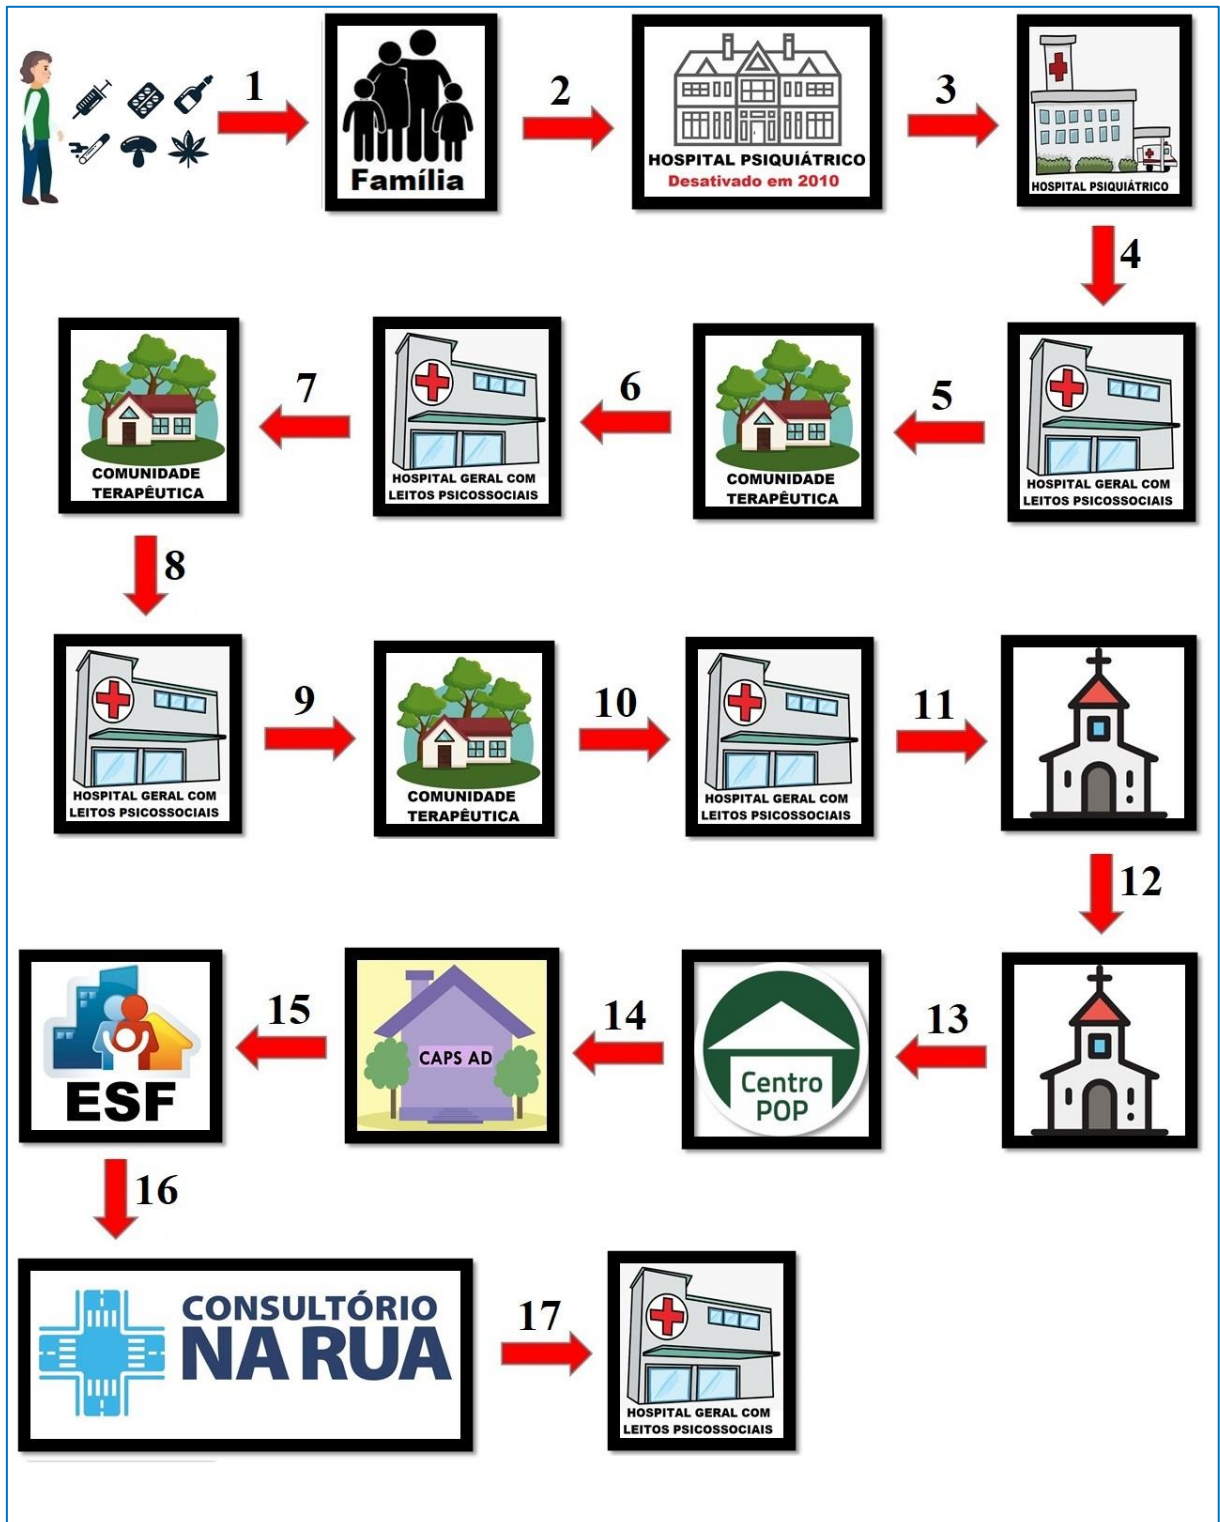 1
Família
2
HOSPITAL PSIQUIÁTRICO
Desativado em 2010
3
HOSPITAL PSIQUIÁTRICO
4
HOSPITAL GERAL COM
LEITOS PSICOSSOCIAIS
5
COMUNIDADE
TERAPÊUTICA
6
HOSPITAL GERAL COM
LEITOS PSICOSSOCIAIS
7
COMUNIDADE
TERAPÊUTICA
8
HOSPITAL GERAL COM
LEITOS PSICOSSOCIAIS
9
COMUNIDADE
TERAPÊUTICA
10
HOSPITAL GERAL COM
LEITOS PSICOSSOCIAIS
11
12
13
Centro
POP
14
CAPS AD
15
ESF
16
CONSULTÓRIO
NA RUA
17
HOSPITAL GERAL COM
LEITOS PSICOSSOCIAIS